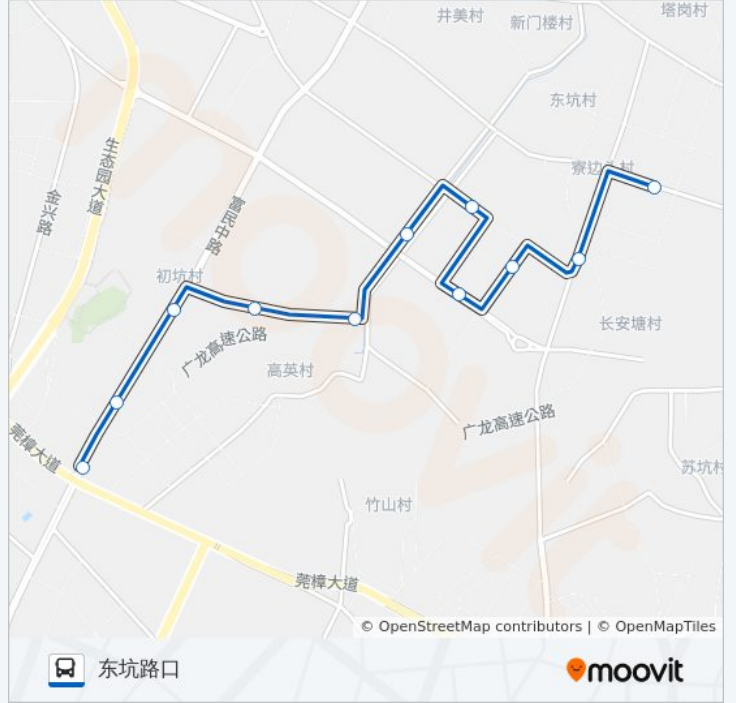 塔岗村
井美村
新门楼村
东坑村
生态园大道
寮边头村
金兴路
富民中路
初坑村
长安塘村
广龙高速公路
高英村
广龙高速公路
莞樟大道
苏坑村
竹山村
莞樟大道
moovit
© OpenStreetMap contributors | © OpenMapTiles
东坑路口
moovit